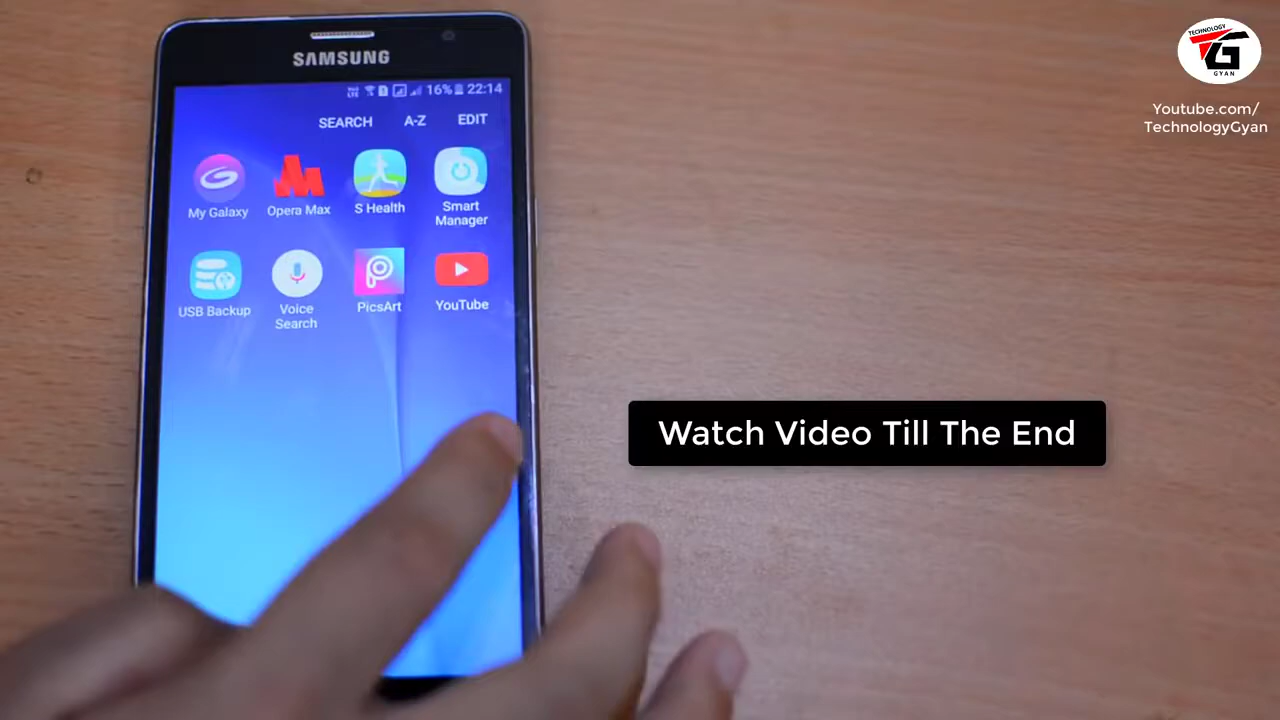 SAMSUNG
16% 22:14
SEARCH A-Z EDIT
My Galaxy
Opera Max
S Health
Smart
Manager
USB Backup
Voice
Search
PicsArt
YouTube
TECHNOLOGY
TG
GYAN
Youtube.com/
TechnologyGyan
Watch Video Till The End